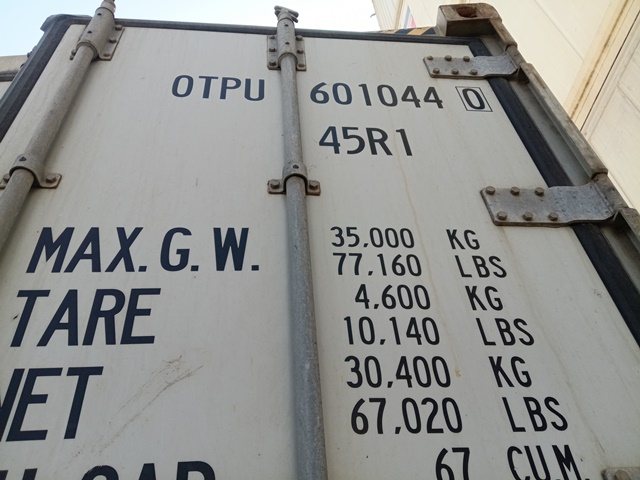 OTPU 601044 0
45R1
MAX. G. W. 35,000 KG
77,160 LBS
TARE 4,600 KG
10,140 LBS
NET 30,400 KG
67,020 LBS
67 CU.M.